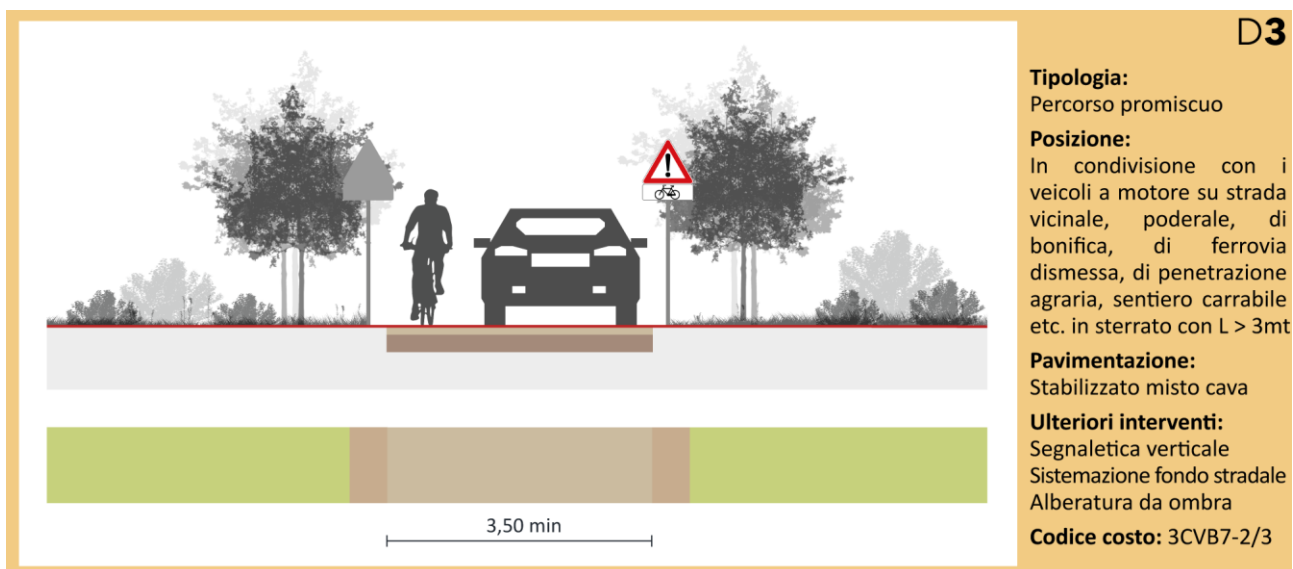 D3
Tipologia:
Percorso promiscuo
Posizione:
In condivisione con i
veicoli a motore su strada
vicinale, poderale, di
bonifica, di ferrovia
dismessa, di penetrazione
agraria, sentiero carrabile
etc. in sterrato con L > 3mt
Pavimentazione:
Stabilizzato misto cava
Ulteriori interventi:
Segnaletica verticale
Sistemazione fondo stradale
Alberatura da ombra
Codice costo: 3CVB7-2/3
!
3,50 min